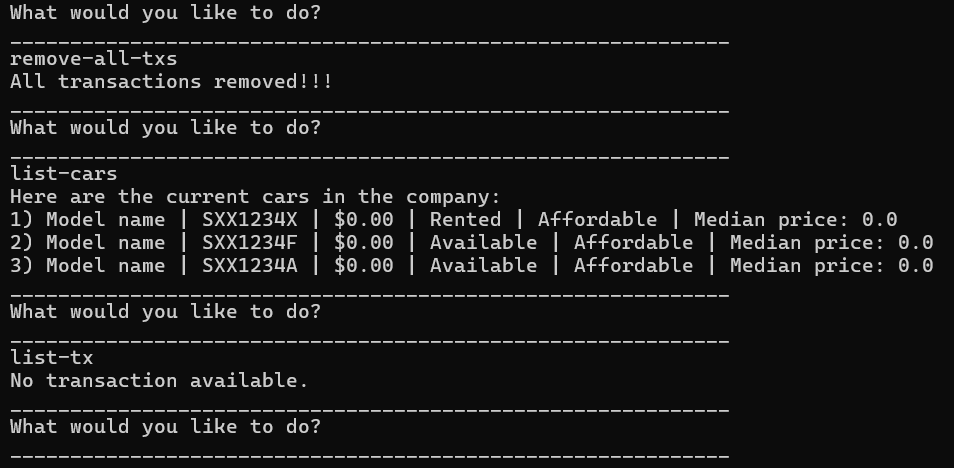 What would you like to do?
____________________________________________________________
remove-all-txs
All transactions removed!!!
____________________________________________________________
What would you like to do?
____________________________________________________________
list-cars
Here are the current cars in the company:
1) Model name | SXX1234X | $0.00 | Rented | Affordable | Median price: 0.0
2) Model name | SXX1234F | $0.00 | Available | Affordable | Median price: 0.0
3) Model name | SXX1234A | $0.00 | Available | Affordable | Median price: 0.0
____________________________________________________________
What would you like to do?
____________________________________________________________
list-tx
No transaction available.
____________________________________________________________
What would you like to do?
____________________________________________________________